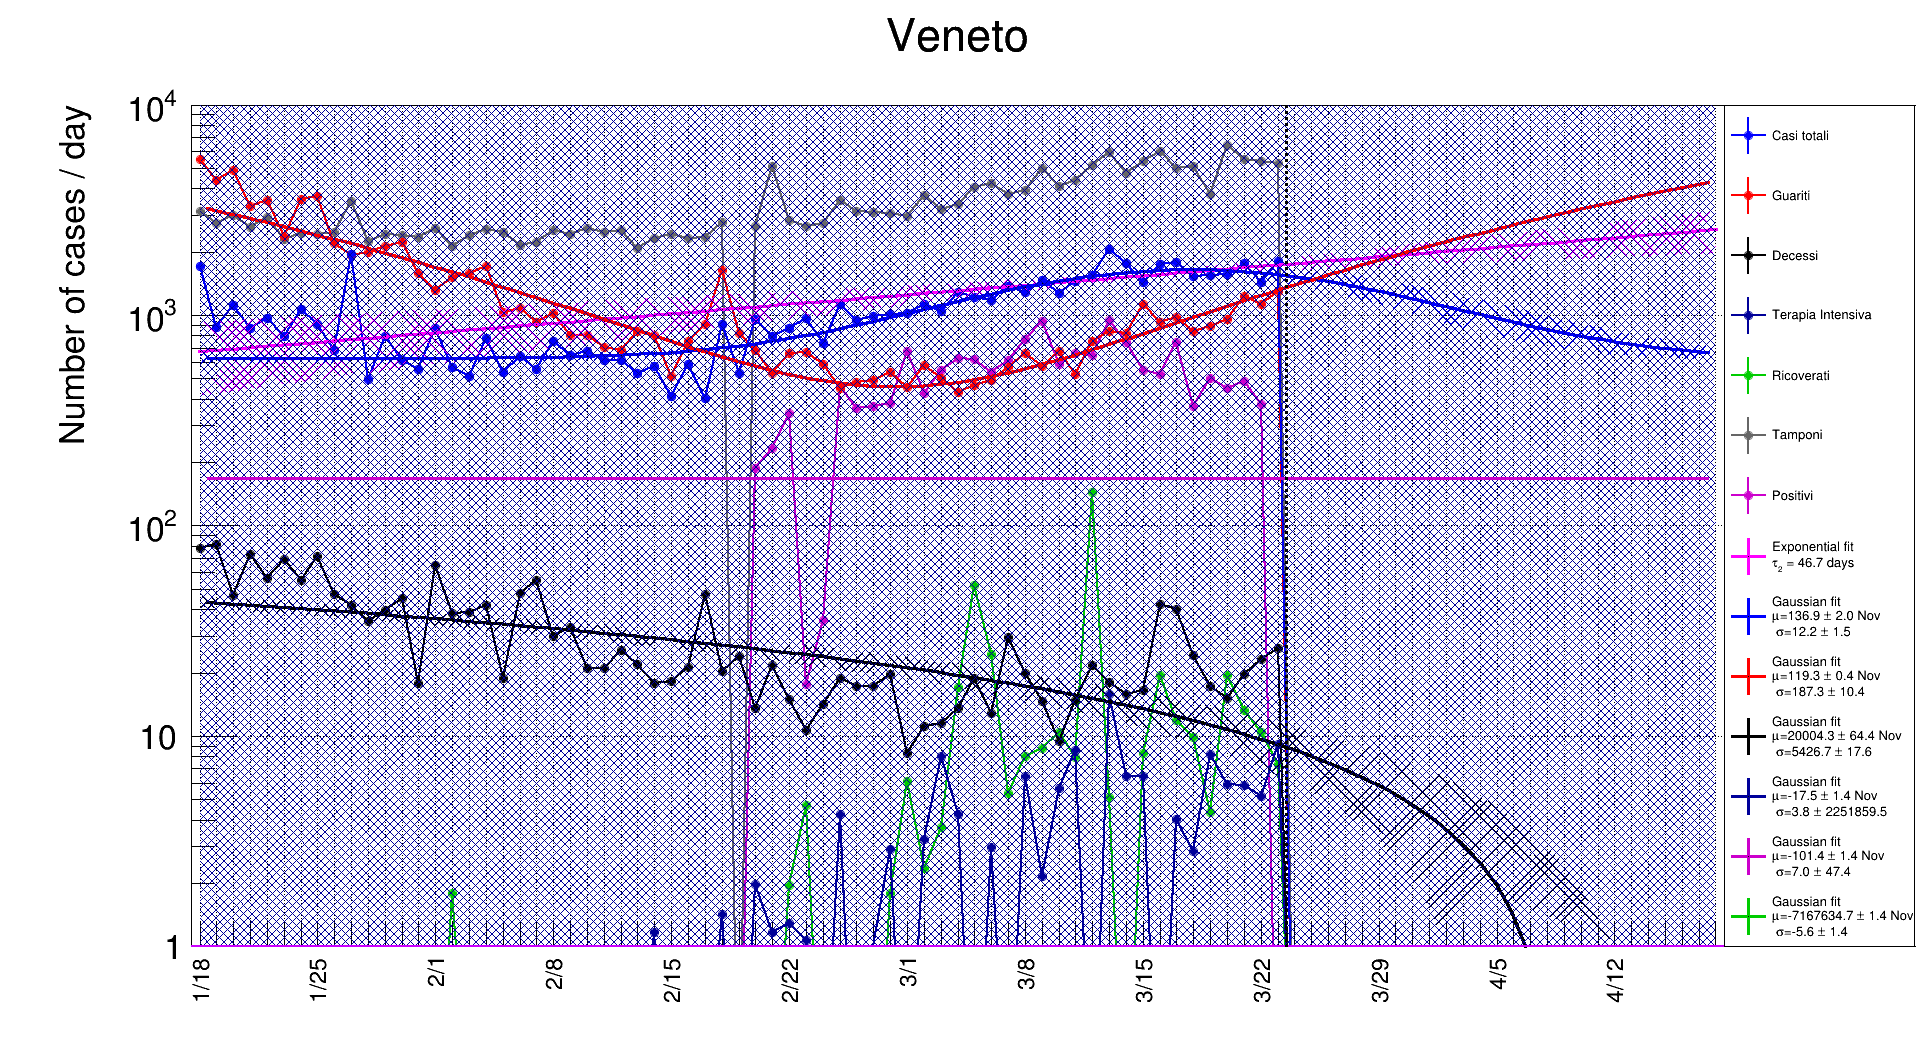 Veneto
Number of cases / day
10^4
10^3
10^2
10
1
1/18
1/25
2/1
2/8
2/15
2/22
3/1
3/8
3/15
3/22
3/29
4/5
4/12
Casi totali
Guariti
Decessi
Terapia Intensiva
Ricoverati
Tamponi
Positivi
Exponential fit
τ2 = 46.7 days
Gaussian fit
μ=136.9 ± 2.0 Nov
σ=12.2 ± 1.5
Gaussian fit
μ=119.3 ± 0.4 Nov
σ=187.3 ± 10.4
Gaussian fit
μ=20004.3 ± 64.4 Nov
σ=5426.7 ± 17.6
Gaussian fit
μ=-17.5 ± 1.4 Nov
σ=3.8 ± 2251859.5
Gaussian fit
μ=-101.4 ± 1.4 Nov
σ=7.0 ± 47.4
Gaussian fit
μ=-7167634.7 ± 1.4 Nov
σ=-5.6 ± 1.4